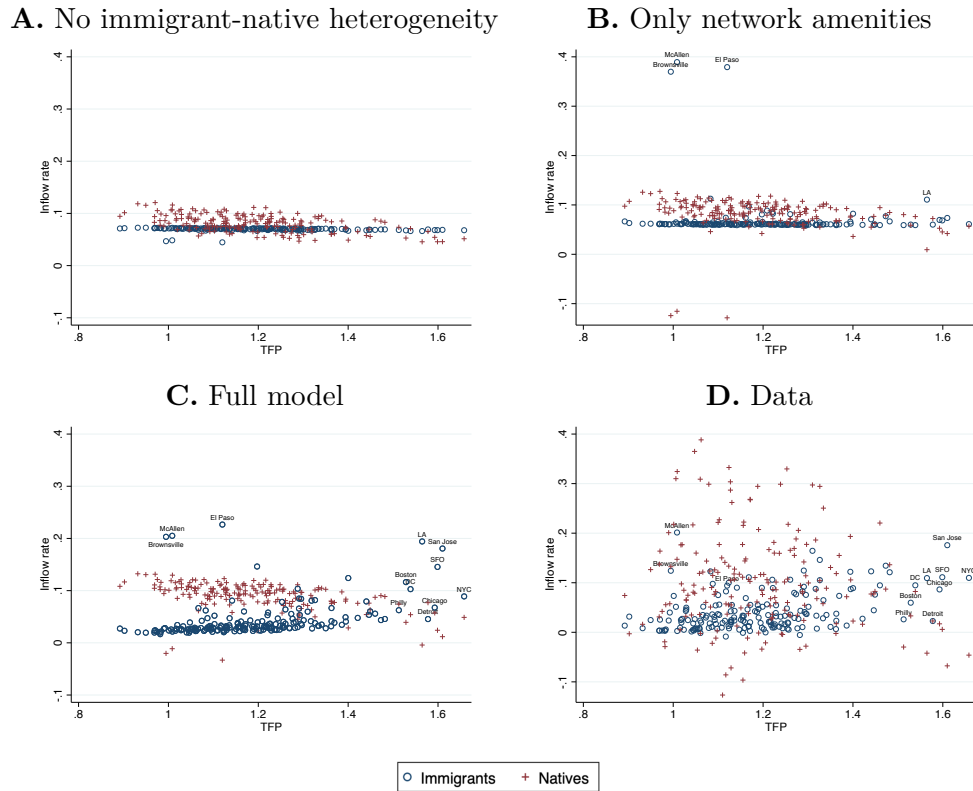 A. No immigrant-native heterogeneity
.4
.3
.2
.1
0
-.1
Inflow rate
.8
1
1.2
1.4
1.6
TFP
B. Only network amenities
.4
.3
.2
.1
0
-.1
Inflow rate
McAllen
Brownsville
El Paso
LA
.8
1
1.2
1.4
1.6
TFP
C. Full model
.4
.3
.2
.1
0
-.1
Inflow rate
El Paso
McAllen
Brownsville
LA
San Jose
SFO
Boston
DC
NYC
Philly
Chicago
Detroit
.8
1
1.2
1.4
1.6
TFP
D. Data
.4
.3
.2
.1
0
-.1
Inflow rate
McAllen
Brownsville
El Paso
San Jose
LA
SFO
DC
NYC
Chicago
Boston
Philly
Detroit
.8
1
1.2
1.4
1.6
TFP
Immigrants
Natives